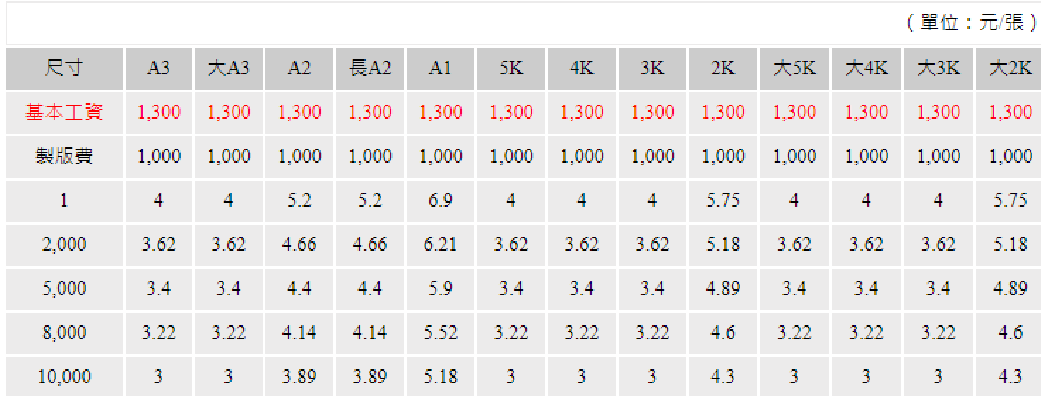 （單位：元/張）
尺寸 A3 大A3 A2 長A2 A1 5K 4K 3K 2K 大5K 大4K 大3K 大2K
基本工資 1,300 1,300 1,300 1,300 1,300 1,300 1,300 1,300 1,300 1,300 1,300 1,300 1,300
製版費 1,000 1,000 1,000 1,000 1,000 1,000 1,000 1,000 1,000 1,000 1,000 1,000 1,000
1 4 4 5.2 5.2 6.9 4 4 4 5.75 4 4 4 5.75
2,000 3.62 3.62 4.66 4.66 6.21 3.62 3.62 3.62 5.18 3.62 3.62 3.62 5.18
5,000 3.4 3.4 4.4 4.4 5.9 3.4 3.4 3.4 4.89 3.4 3.4 3.4 4.89
8,000 3.22 3.22 4.14 4.14 5.52 3.22 3.22 3.22 4.6 3.22 3.22 3.22 4.6
10,000 3 3 3.89 3.89 5.18 3 3 3 4.3 3 3 3 4.3